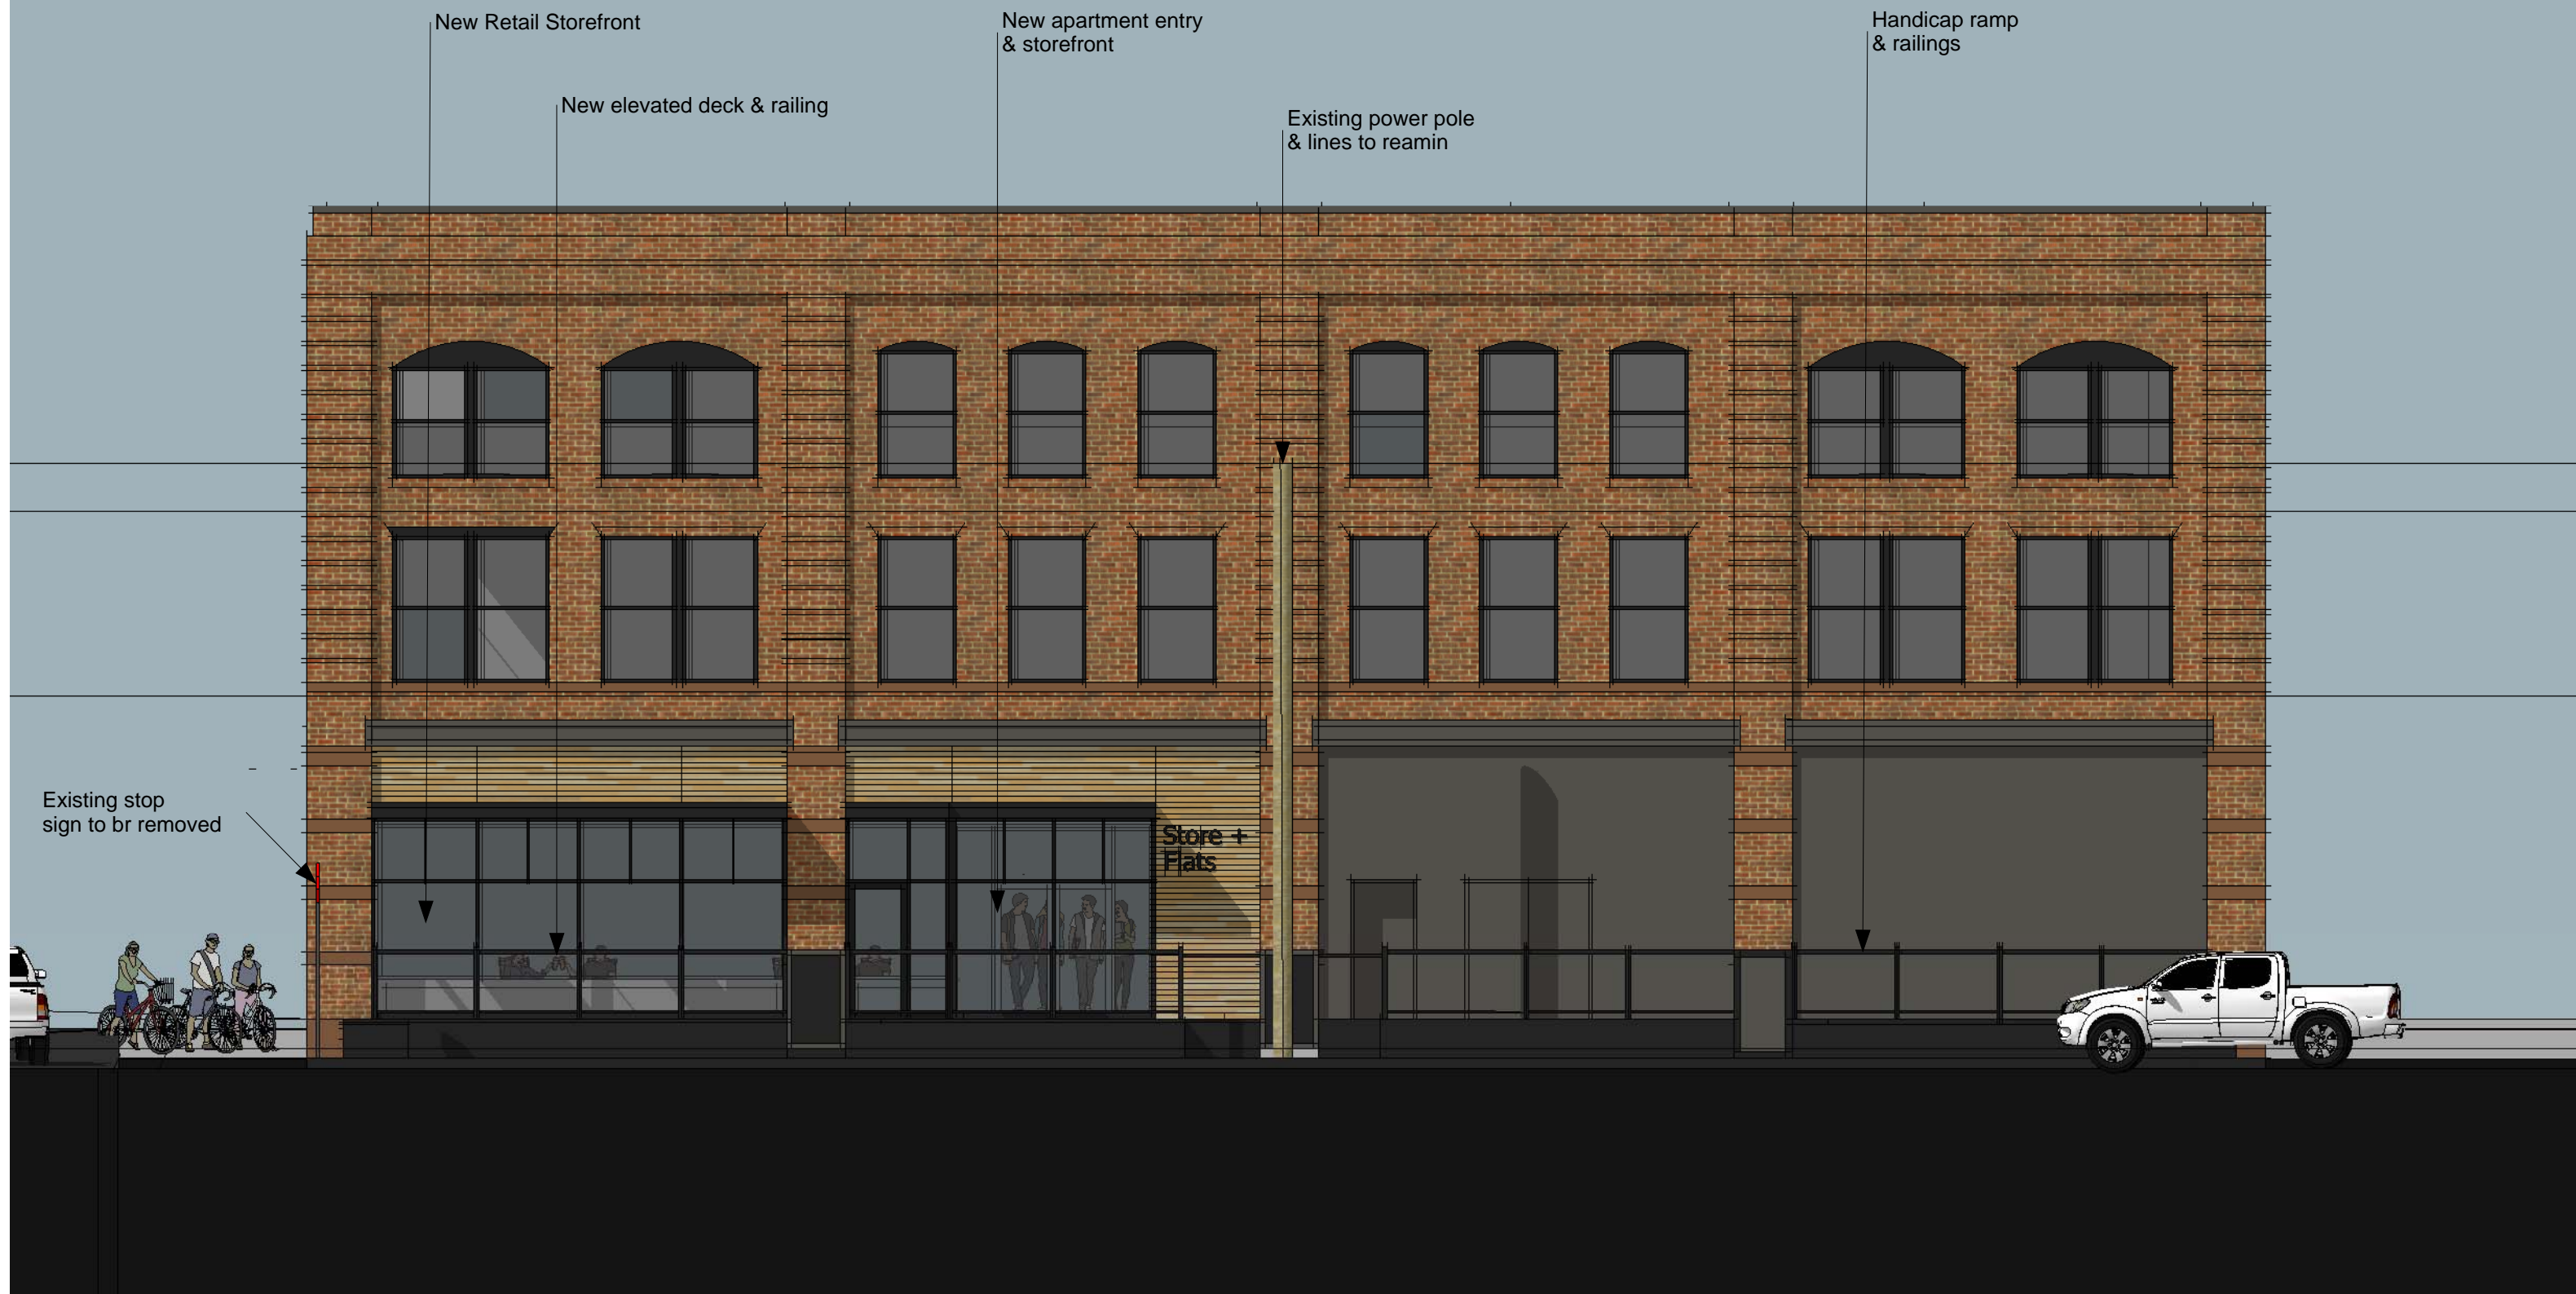 New Retail Storefront
New apartment entry
& storefront
Handicap ramp
& railings
New elevated deck & railing
Existing power pole
& lines to reamin
Existing stop
sign to br removed
Store +
Flats